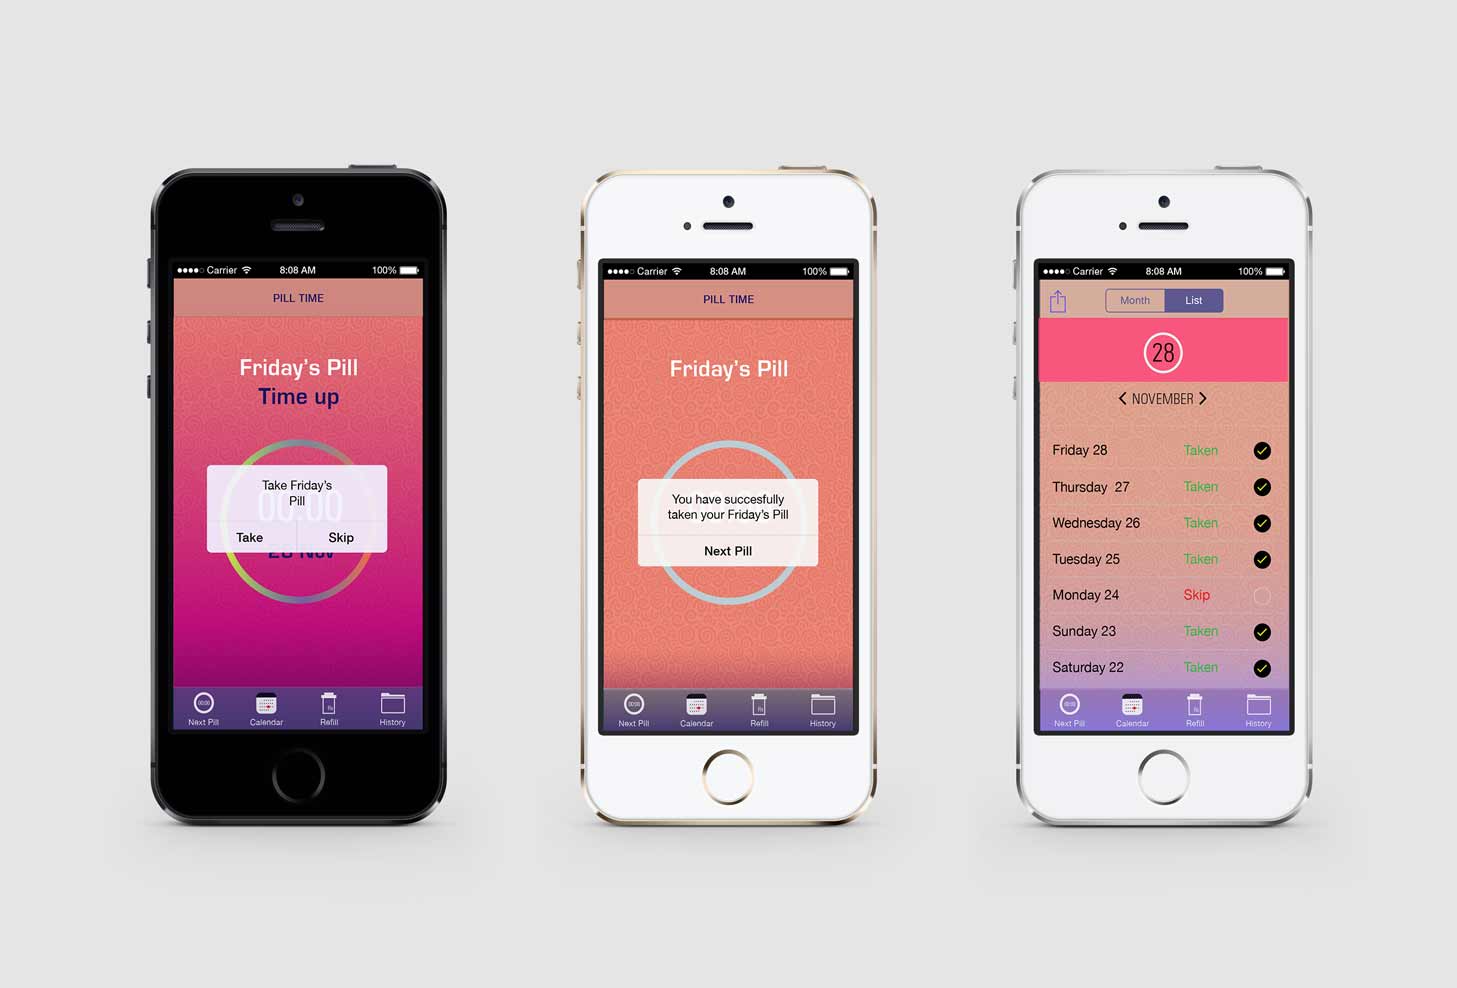 Carrier 8:08 AM 100%
PILL TIME
Friday's Pill
Time up
Take Friday's
Pill
00:00
Take Skip
28 Nov
Next Pill Calendar Refill History
Carrier 8:08 AM 100%
PILL TIME
Friday's Pill
You have succesfully
taken your Friday's Pill
Next Pill
Next Pill Calendar Refill History
Carrier 8:08 AM 100%
Month List
28
< NOVEMBER >
Friday 28 Taken
Thursday 27 Taken
Wednesday 26 Taken
Tuesday 25 Taken
Monday 24 Skip
Sunday 23 Taken
Saturday 22 Taken
Next Pill Calendar Refill History